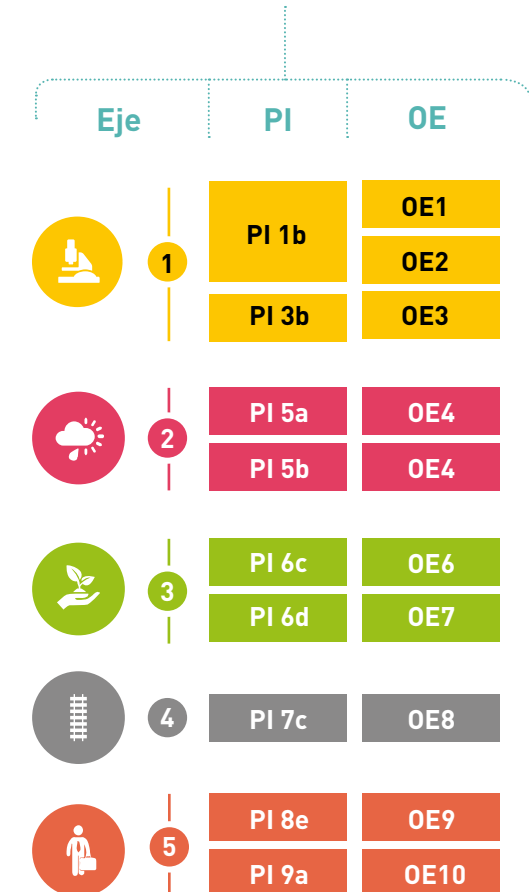 Eje PI OE
PI 1b OE1
1 OE2
PI 3b OE3
2 PI 5a OE4
PI 5b OE4
3 PI 6c OE6
PI 6d OE7
4 PI 7c OE8
5 PI 8e OE9
PI 9a OE10